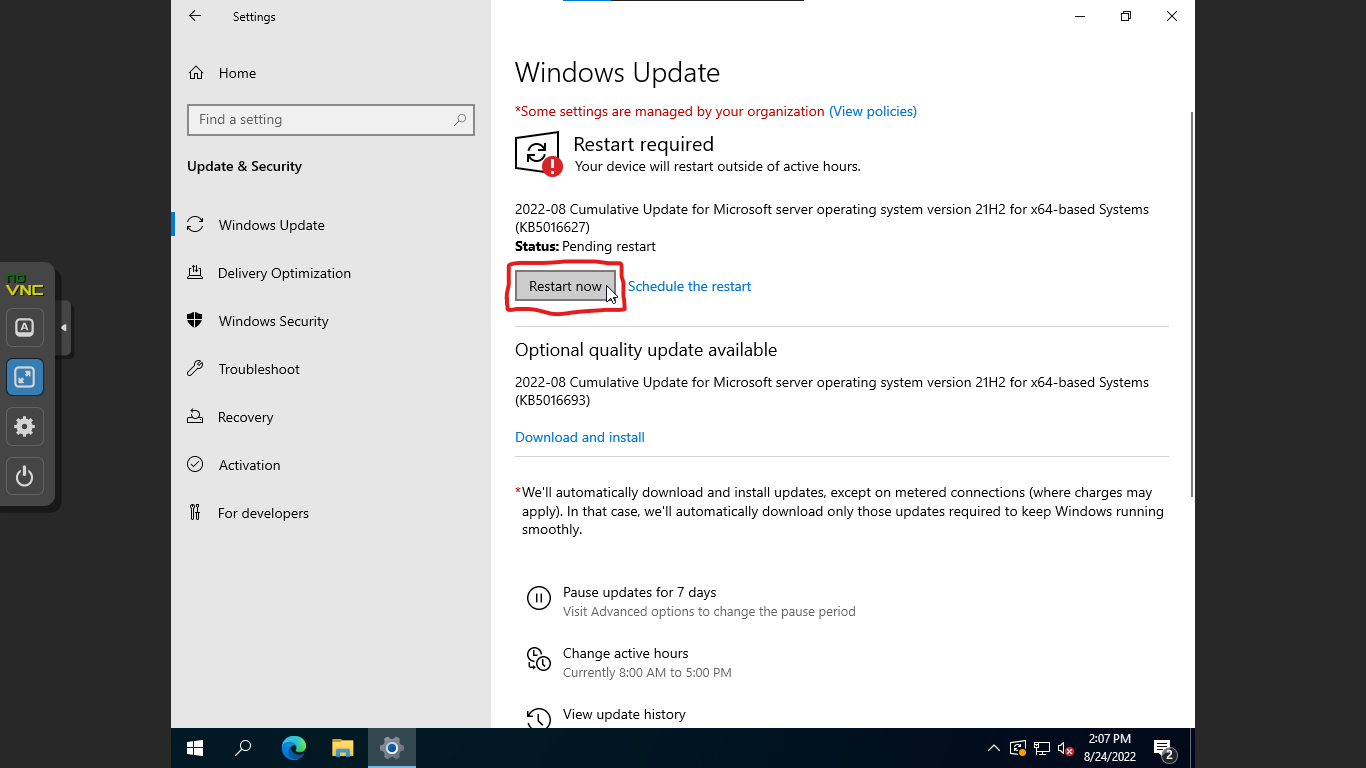 Settings
Home
Find a setting
Update & Security
Windows Update
Delivery Optimization
Windows Security
Troubleshoot
Recovery
Activation
For developers
Windows Update
*Some settings are managed by your organization (View policies)
Restart required
Your device will restart outside of active hours.
2022-08 Cumulative Update for Microsoft server operating system version 21H2 for x64-based Systems
(KB5016627)
Status: Pending restart
Restart now Schedule the restart
Optional quality update available
2022-08 Cumulative Update for Microsoft server operating system version 21H2 for x64-based Systems
(KB5016693)
Download and install
*We'll automatically download and install updates, except on metered connections (where charges may
apply). In that case, we'll automatically download only those updates required to keep Windows running
smoothly.
Pause updates for 7 days
Visit Advanced options to change the pause period
Change active hours
Currently 8:00 AM to 5:00 PM
View update history
no
VNC
A
2:07 PM
8/24/2022
2